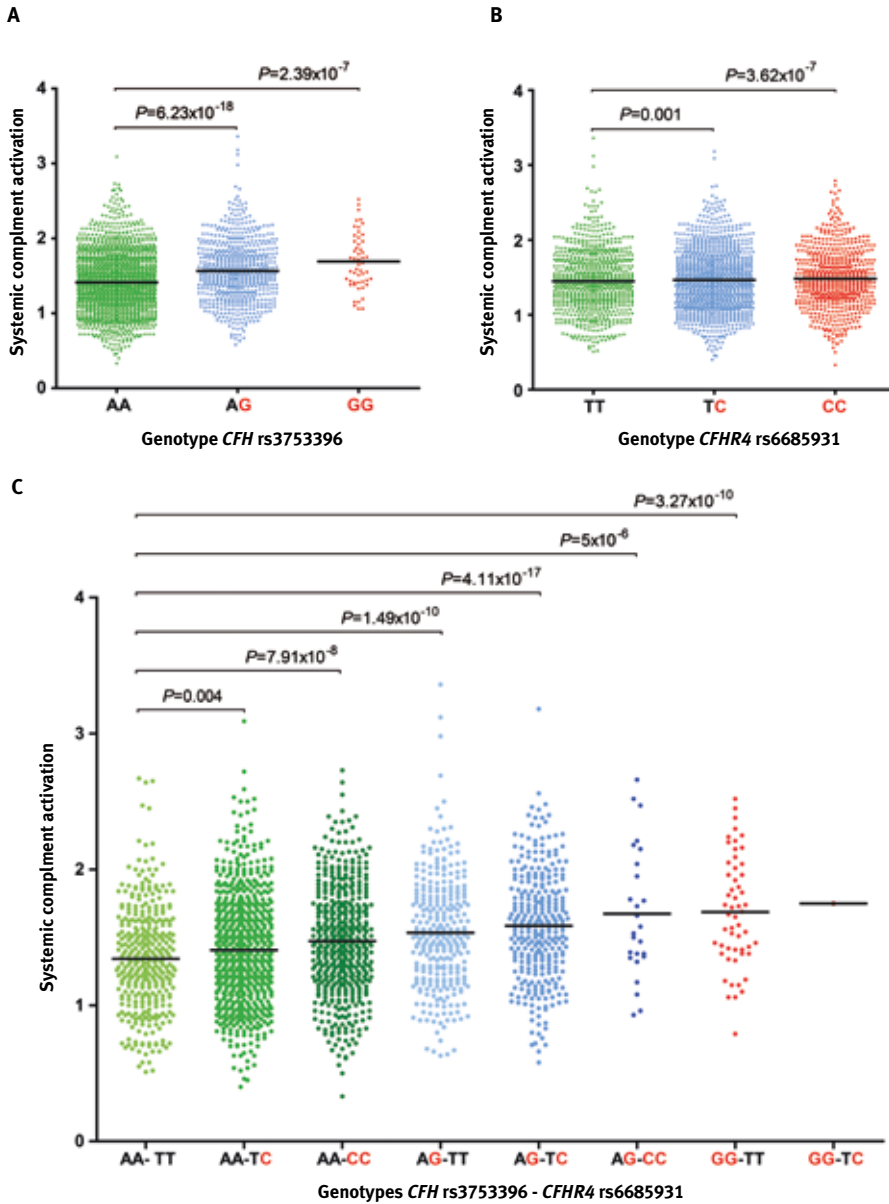 A
P=2.39x10⁻⁷
P=6.23x10⁻¹⁸
Systemic complment activation
4
3
2
1
0
AA AG GG
Genotype CFH rs3753396
B
P=3.62x10⁻⁷
P=0.001
Systemic complment activation
4
3
2
1
0
TT TC CC
Genotype CFHR4 rs6685931
C
P=3.27x10⁻¹⁰
P=5x10⁻⁶
P=4.11x10⁻¹⁷
P=1.49x10⁻¹⁰
P=7.91x10⁻⁸
P=0.004
Systemic complment activation
4
3
2
1
0
AA- TT AA-TC AA-CC AG-TT AG-TC AG-CC GG-TT GG-TC
Genotypes CFH rs3753396 - CFHR4 rs6685931